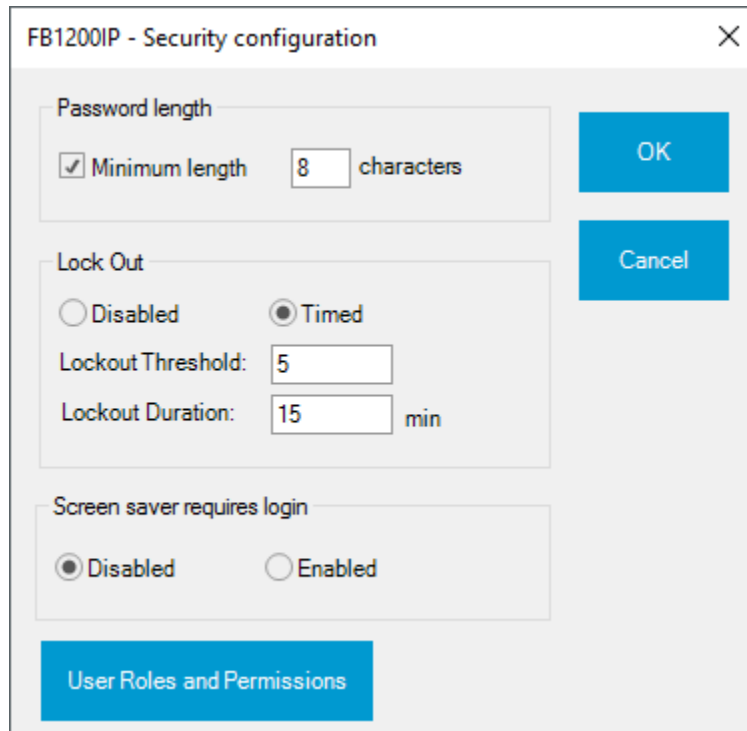 FB1200IP - Security configuration
Password length
Minimum length 8 characters
OK
Cancel
Lock Out
Disabled Timed
Lockout Threshold: 5
Lockout Duration: 15 min
Screen saver requires login
Disabled Enabled
User Roles and Permissions